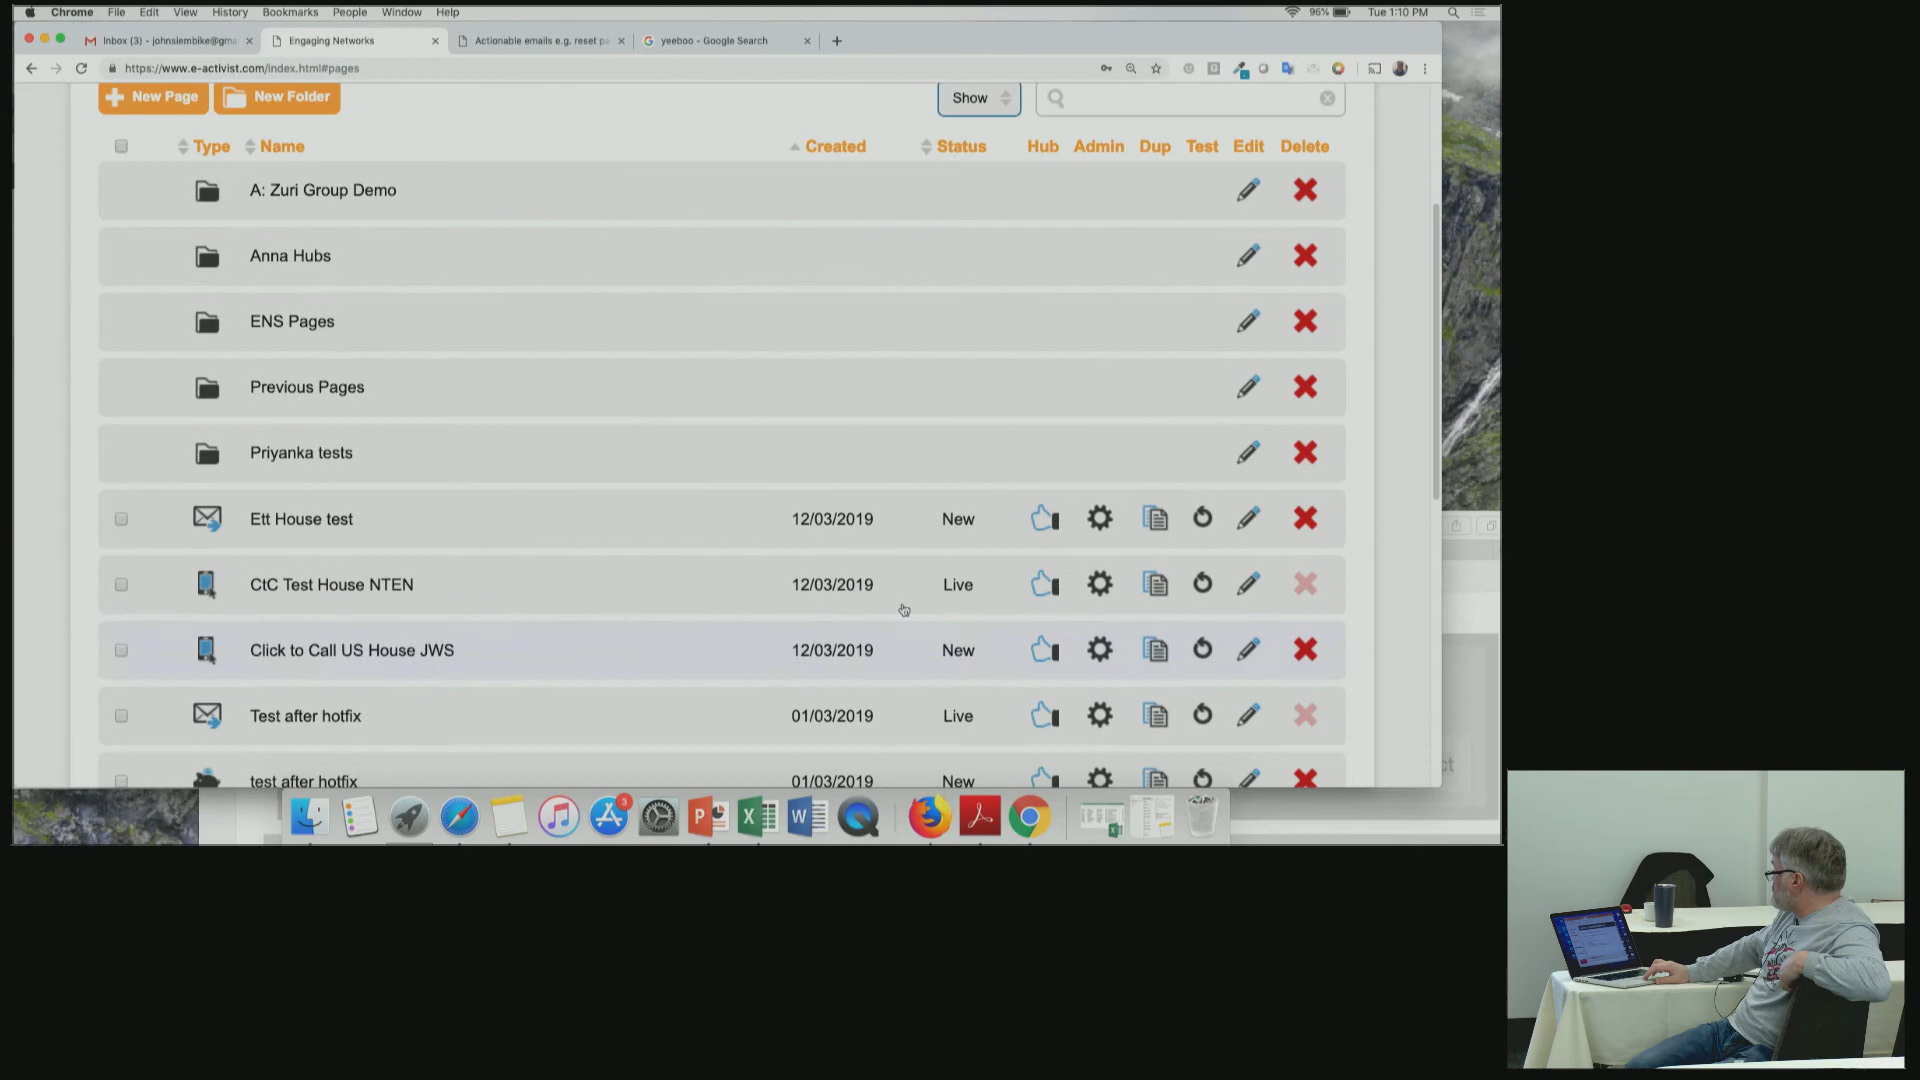 Chrome File Edit View History Bookmarks People Window Help 96% Tue 1:10 PM
Inbox (3) - johnsiembike@gma Engaging Networks Actionable emails e.g. reset pa yeeboo - Google Search
https://www.e-activist.com/index.html#pages
New Page New Folder Show
Type Name Created Status Hub Admin Dup Test Edit Delete
A: Zuri Group Demo
Anna Hubs
ENS Pages
Previous Pages
Priyanka tests
Ett House test 12/03/2019 New
CtC Test House NTEN 12/03/2019 Live
Click to Call US House JWS 12/03/2019 New
Test after hotfix 01/03/2019 Live
test after hotfix 01/03/2019 New
3